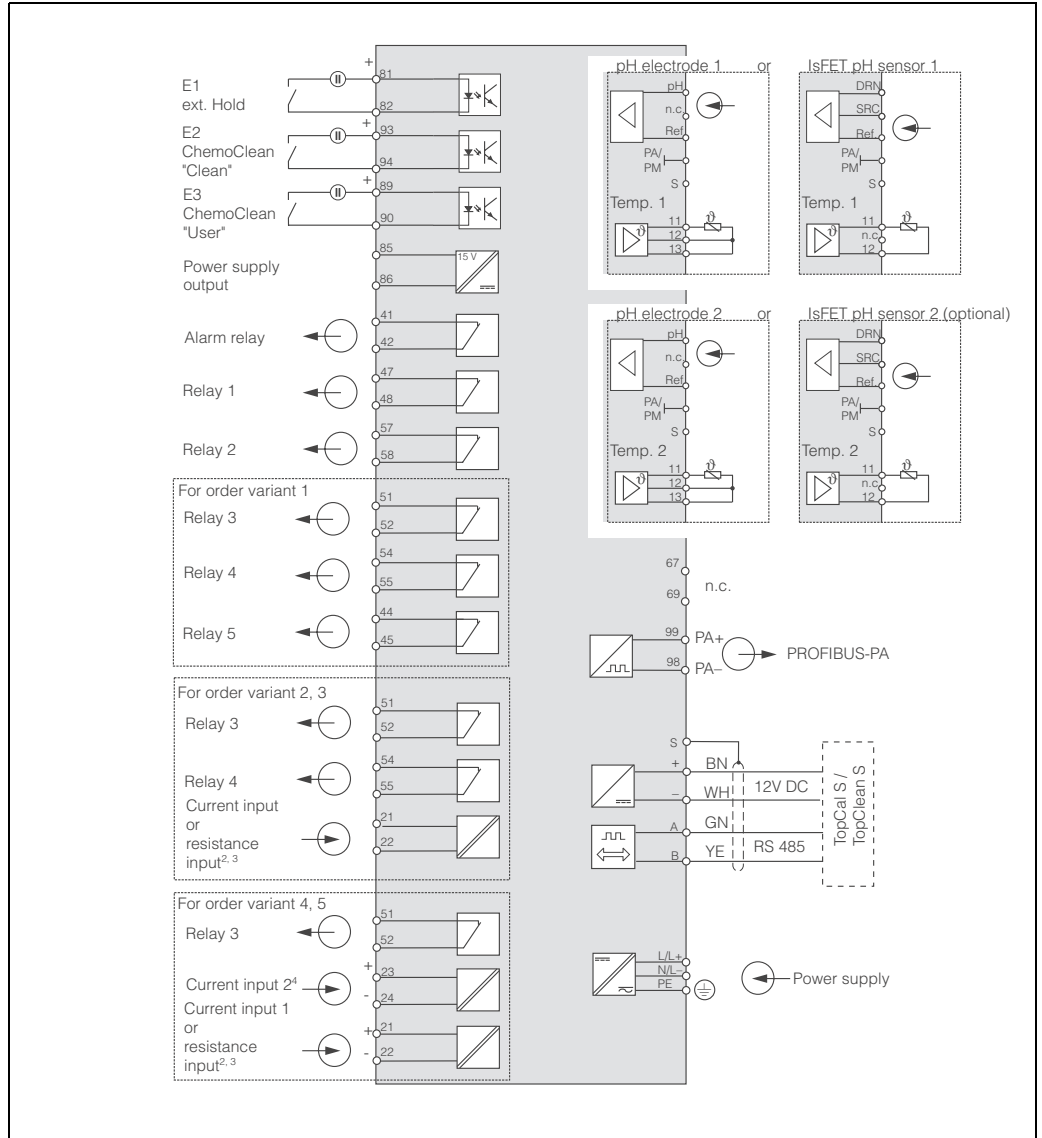 E1
ext. Hold
+
81
82
E2
ChemoClean
"Clean"
+
93
94
E3
ChemoClean
"User"
+
89
90
Power supply
output
85
86
15 V
Alarm relay
41
42
Relay 1
47
48
Relay 2
57
58
For order variant 1
Relay 3
51
52
Relay 4
54
55
Relay 5
44
45
For order variant 2, 3
Relay 3
51
52
Relay 4
54
55
Current input
or
resistance
input2, 3
21
22
For order variant 4, 5
Relay 3
51
52
Current input 24
+
23
-
24
Current input 1
or
resistance
input2, 3
+
21
-
22
pH electrode 1
pH
n.c.
Ref
PA/
PM
S
Temp. 1
ϑ
11
12
13
ϑ
or
IsFET pH sensor 1
DRN
SRC
Ref.
PA/
PM
S
Temp. 1
ϑ
11
n.c.
12
ϑ
pH electrode 2
pH
n.c.
Ref
PA/
PM
S
Temp. 2
ϑ
11
12
13
ϑ
or
IsFET pH sensor 2 (optional)
DRN
SRC
Ref.
PA/
PM
S
Temp. 2
ϑ
11
n.c.
12
ϑ
67
69
n.c.
99 PA+
98 PA–
PROFIBUS-PA
S
+ BN
– WH
12V DC
A GN
B YE
RS 485
TopCal S /
TopClean S
L/L+
N/L–
PE
Power supply